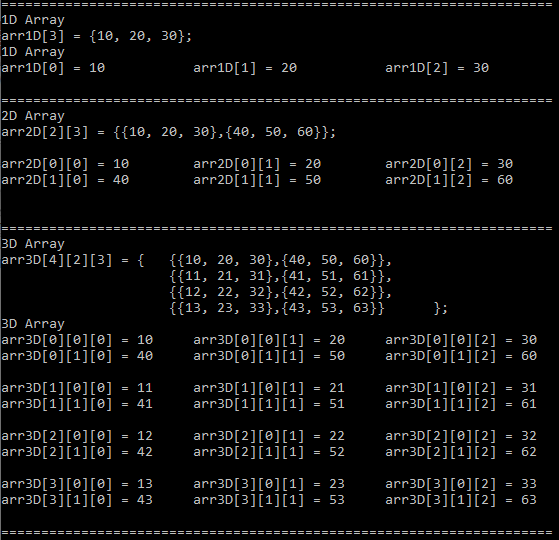 =====================================================================
1D Array
arr1D[3] = {10, 20, 30};
1D Array
arr1D[0] = 10 arr1D[1] = 20 arr1D[2] = 30
=====================================================================
2D Array
arr2D[2][3] = {{10, 20, 30},{40, 50, 60}};
arr2D[0][0] = 10 arr2D[0][1] = 20 arr2D[0][2] = 30
arr2D[1][0] = 40 arr2D[1][1] = 50 arr2D[1][2] = 60
=====================================================================
3D Array
arr3D[4][2][3] = { {{10, 20, 30},{40, 50, 60}},
{{11, 21, 31},{41, 51, 61}},
{{12, 22, 32},{42, 52, 62}},
{{13, 23, 33},{43, 53, 63}} };
3D Array
arr3D[0][0][0] = 10 arr3D[0][0][1] = 20 arr3D[0][0][2] = 30
arr3D[0][1][0] = 40 arr3D[0][1][1] = 50 arr3D[0][1][2] = 60
arr3D[1][0][0] = 11 arr3D[1][0][1] = 21 arr3D[1][0][2] = 31
arr3D[1][1][0] = 41 arr3D[1][1][1] = 51 arr3D[1][1][2] = 61
arr3D[2][0][0] = 12 arr3D[2][0][1] = 22 arr3D[2][0][2] = 32
arr3D[2][1][0] = 42 arr3D[2][1][1] = 52 arr3D[2][1][2] = 62
arr3D[3][0][0] = 13 arr3D[3][0][1] = 23 arr3D[3][0][2] = 33
arr3D[3][1][0] = 43 arr3D[3][1][1] = 53 arr3D[3][1][2] = 63
=====================================================================